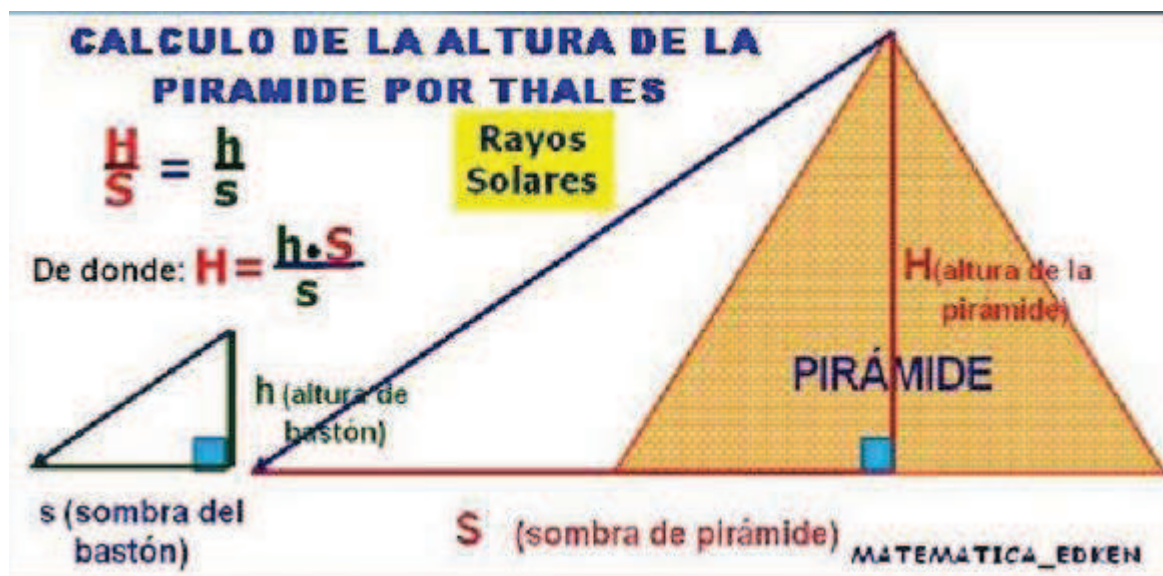 CALCULO DE LA ALTURA DE LA
PIRAMIDE POR THALES
H/S = h/s
Rayos
Solares
De donde: H = h•S/s
H (altura de la
pirámide)
PIRÁMIDE
h (altura de
bastón)
s (sombra del
bastón)
S (sombra de pirámide)
MATEMATICA_EDKEN